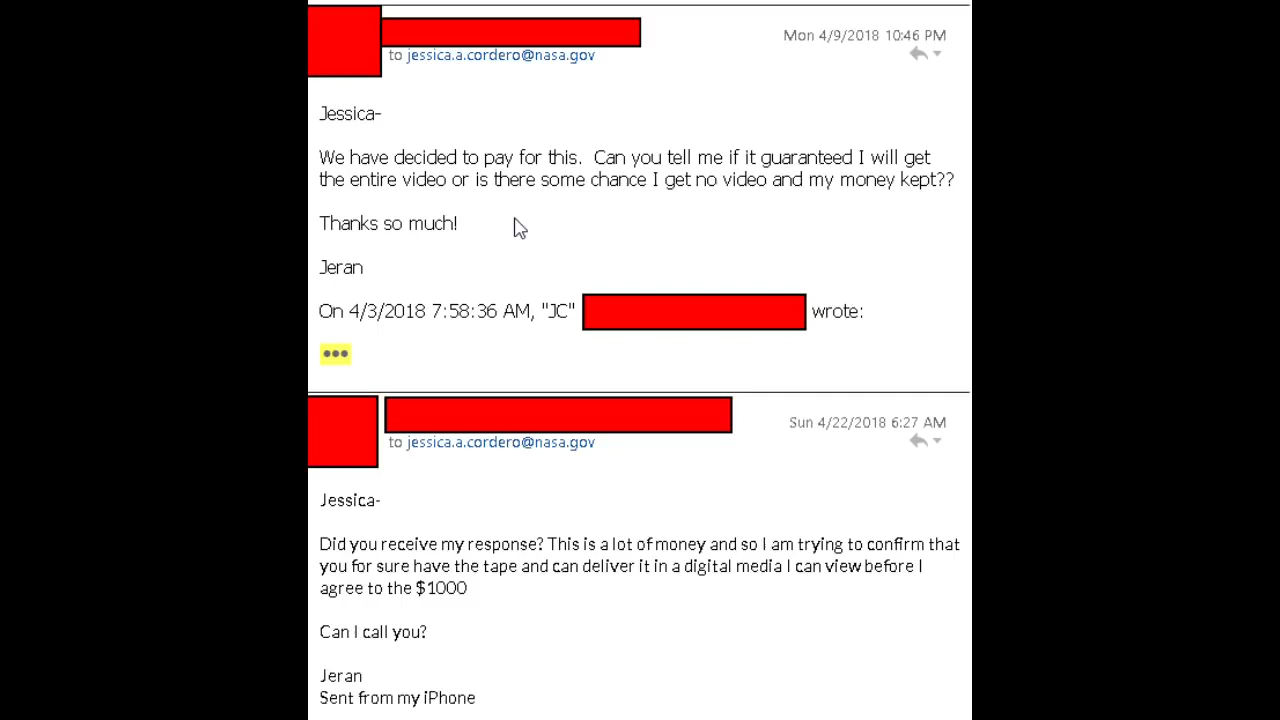 Mon 4/9/2018 10:46 PM
to jessica.a.cordero@nasa.gov
Jessica-
We have decided to pay for this.  Can you tell me if it guaranteed I will get
the entire video or is there some chance I get no video and my money kept??
Thanks so much!
Jeran
On 4/3/2018 7:58:36 AM, "JC" wrote:
Sun 4/22/2018 6:27 AM
to jessica.a.cordero@nasa.gov
Jessica-
Did you receive my response? This is a lot of money and so I am trying to confirm that
you for sure have the tape and can deliver it in a digital media I can view before I
agree to the $1000
Can I call you?
Jeran
Sent from my iPhone